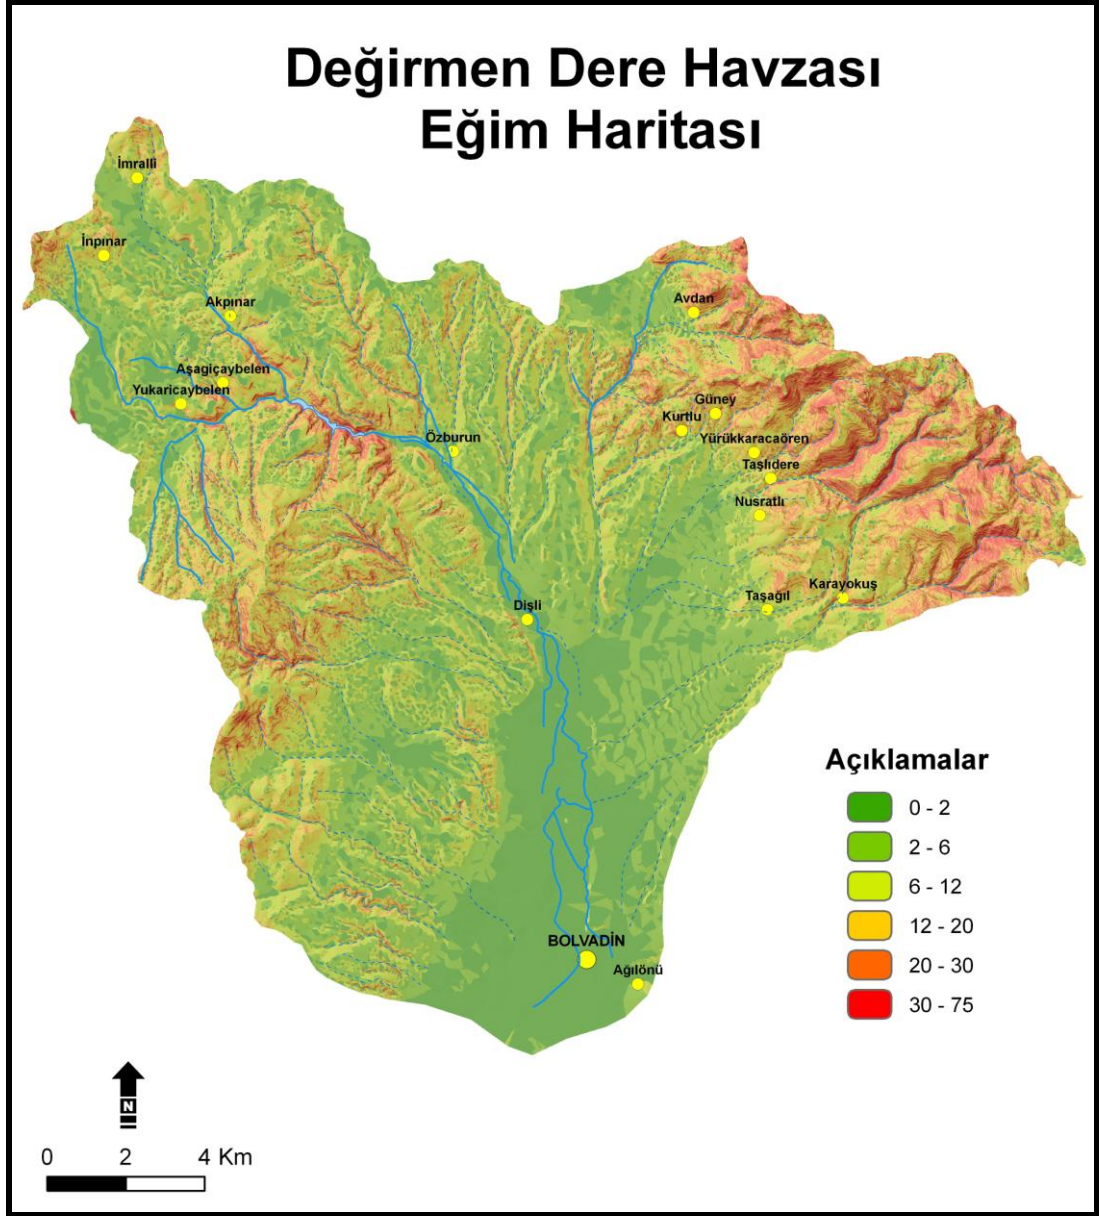 Değirmen Dere Havzası
Eğim Haritası
İmralli
İnpınar
Akpınar
Avdan
Aşagiçaybelen
Yukaricaybelen
Güney
Kurtlu
Özburun
Yürükkaracaören
Taşlıdere
Nusratlı
Karayokuş
Taşağıl
Dişli
Açıklamalar
0 - 2
2 - 6
6 - 12
12 - 20
20 - 30
30 - 75
BOLVADİN
Ağılönü
N
0 2 4 Km